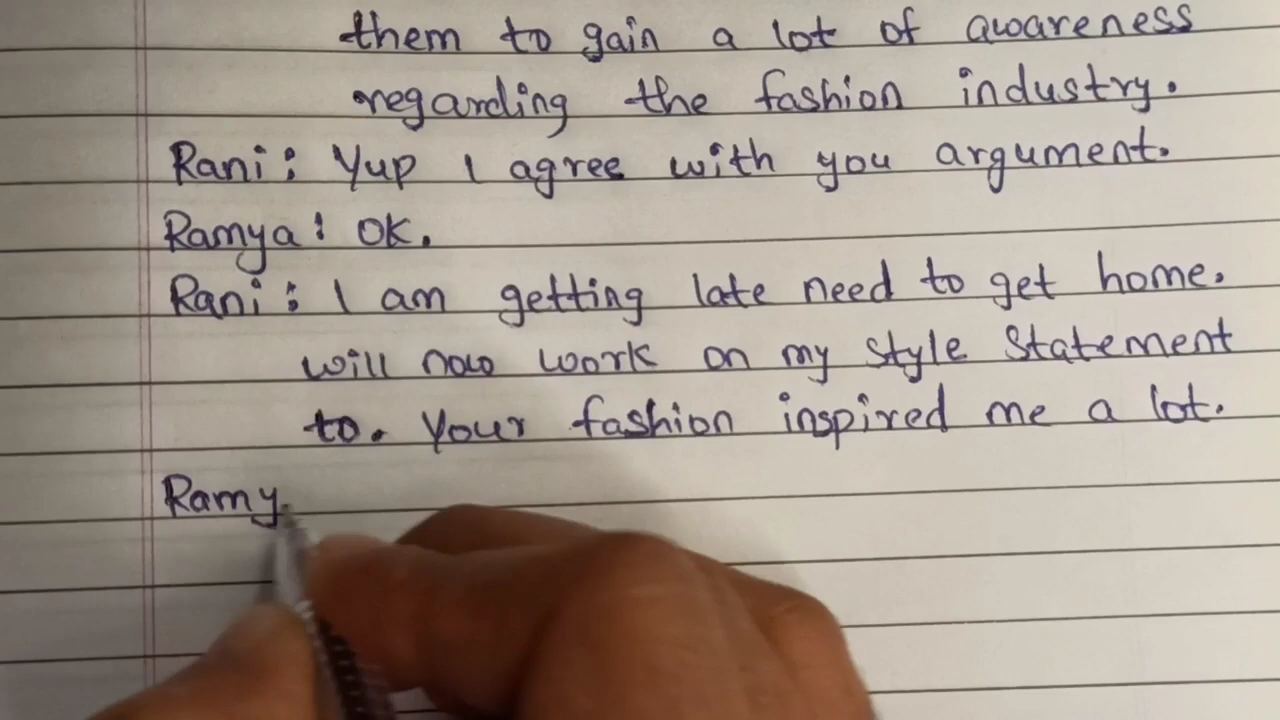 them to gain a lot of awareness
regarding the fashion industry.
Rani: Yup I agree with you argument.
Ramya: OK.
Rani: I am getting late need to get home.
will now work on my style statement
to. Your fashion inspired me a lot.
Ramy